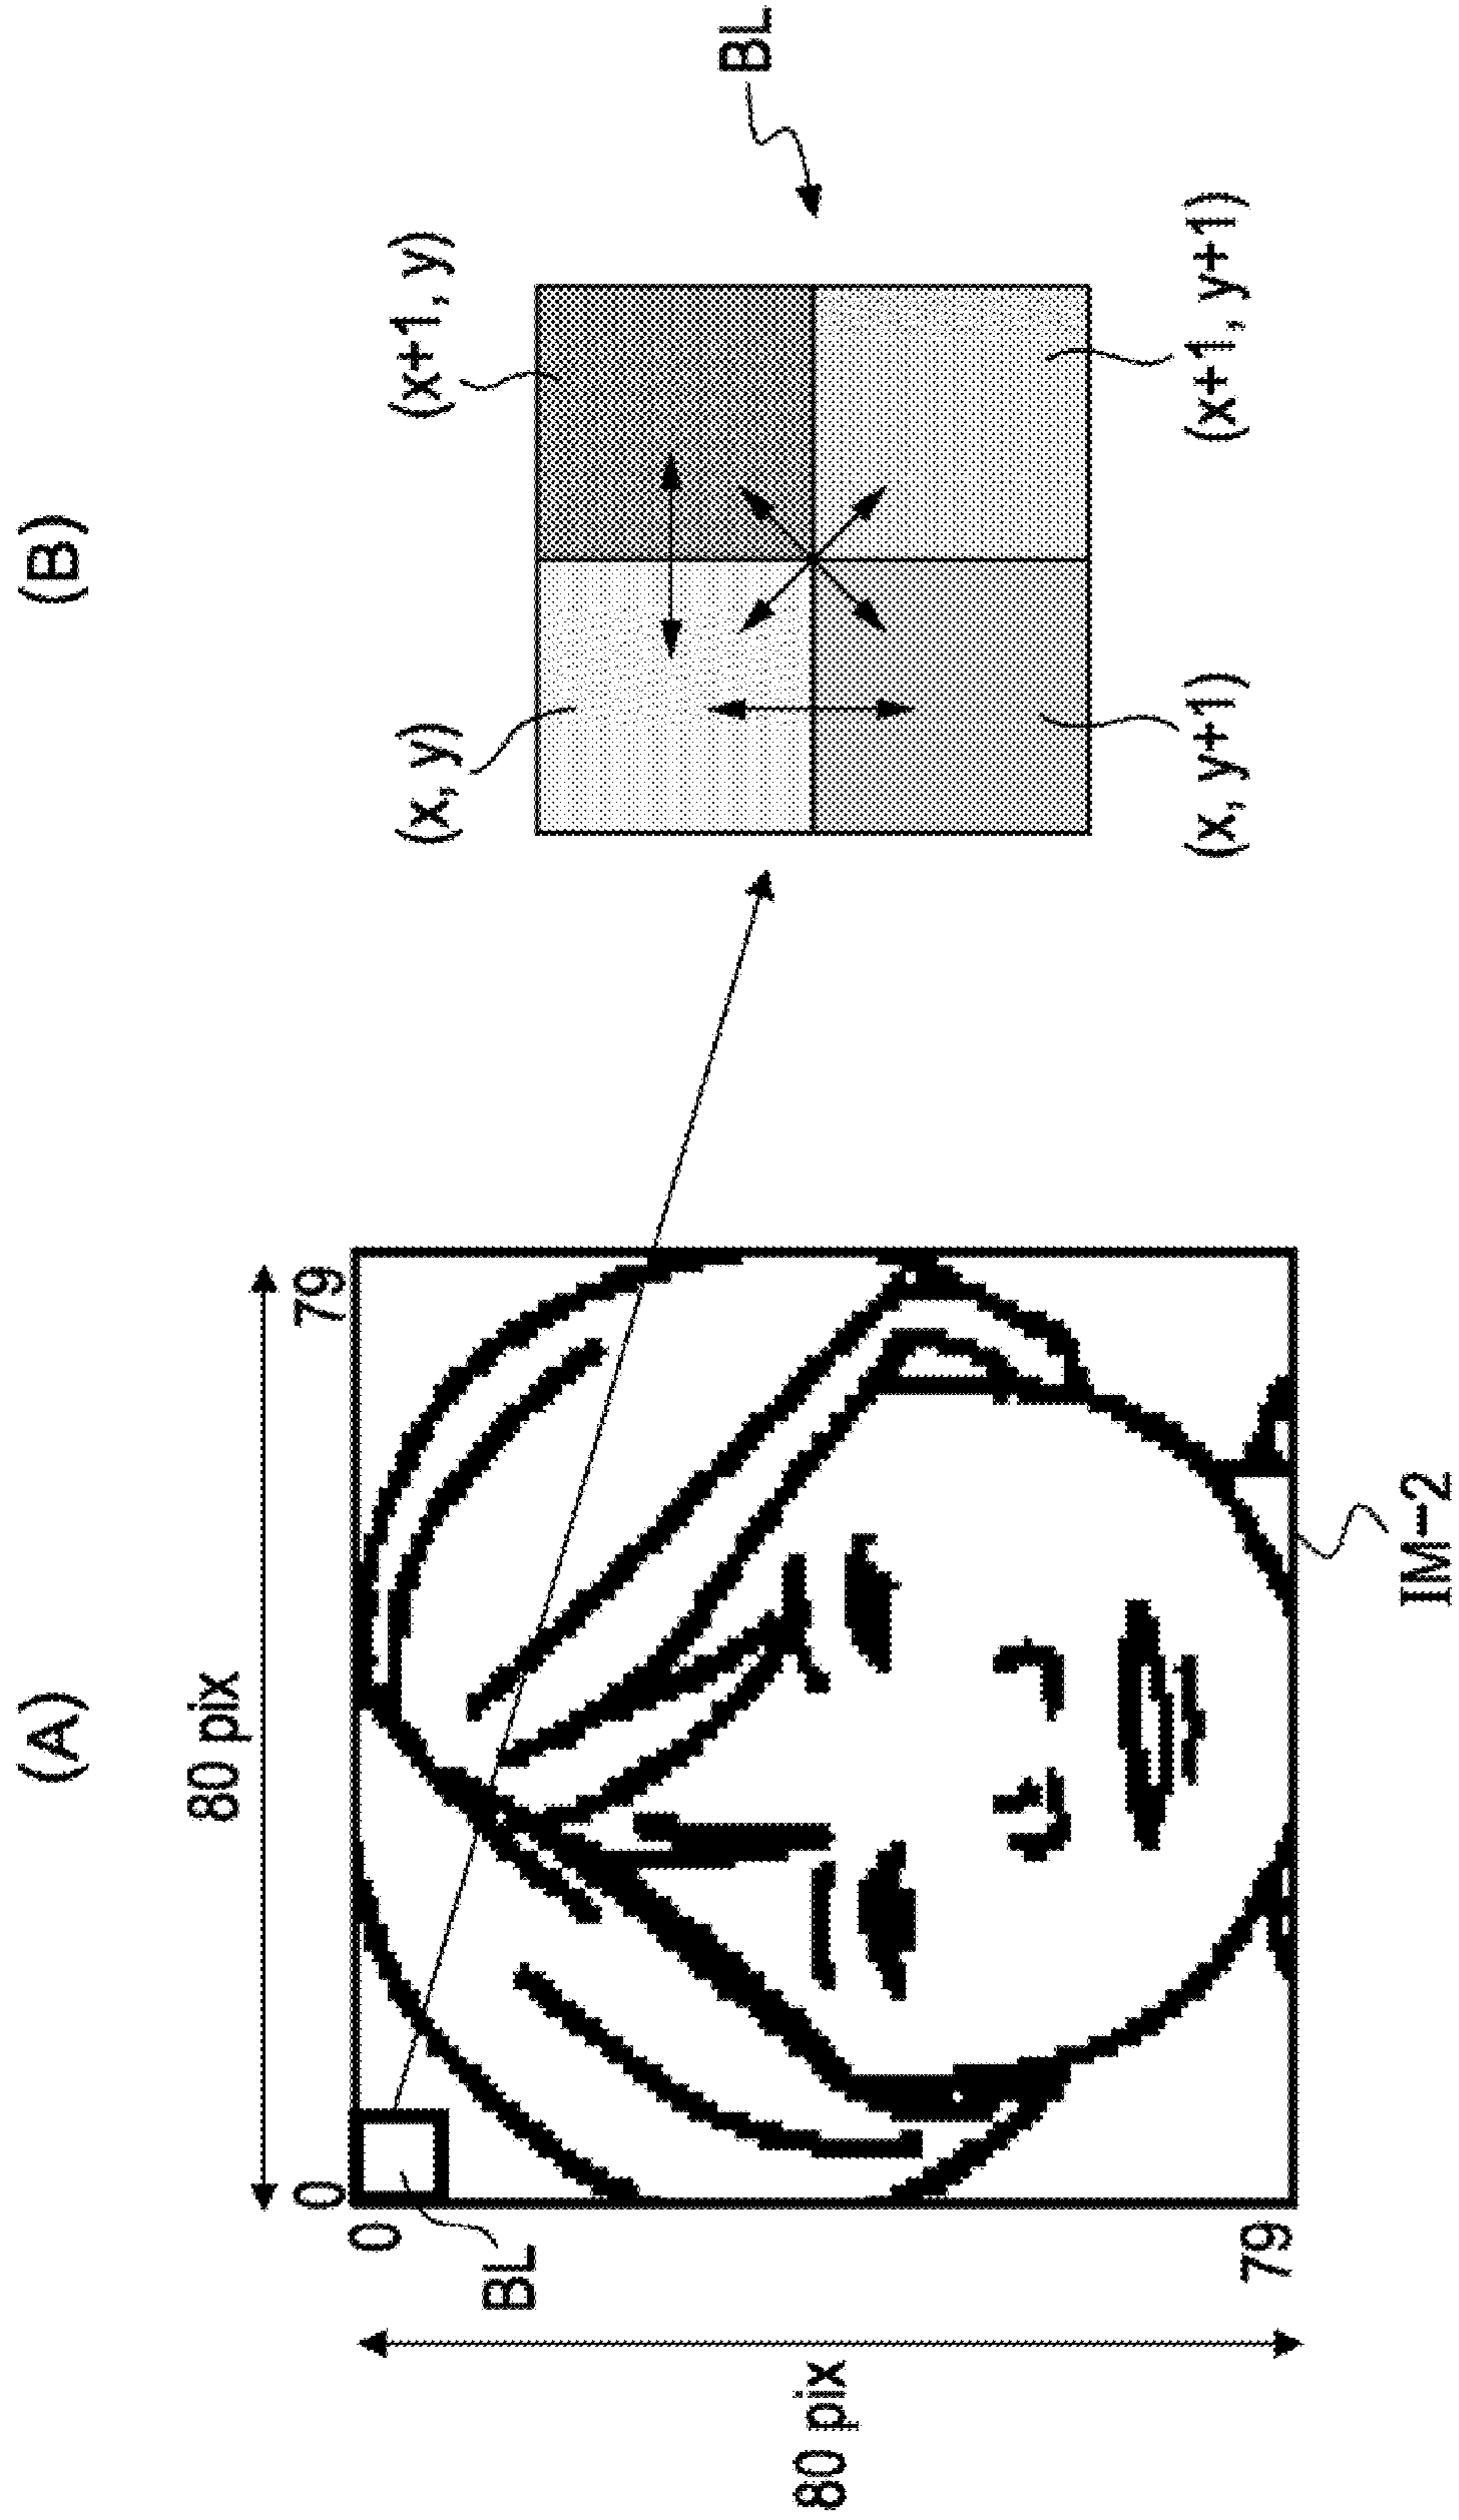 (A)
80 pix
0
79
0
BL
80 pix
79
IM-2
(B)
(x, y)
(x+1, y)
BL
(x, y+1)
(x+1, y+1)